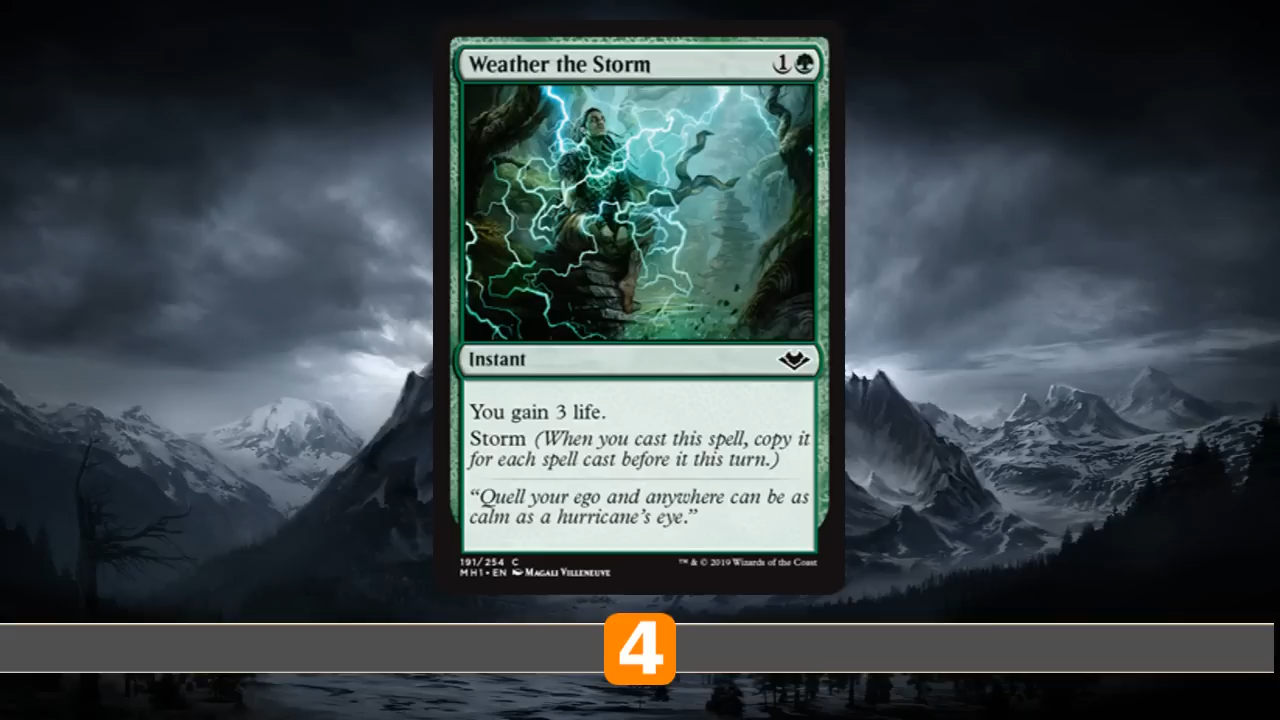 Weather the Storm 1
Instant
You gain 3 life.
Storm (When you cast this spell, copy it
for each spell cast before it this turn.)
“Quell your ego and anywhere can be as
calm as a hurricane’s eye.”
191/254 C
MH1 • EN Magali Villeneuve
™ & © 2019 Wizards of the Coast
4